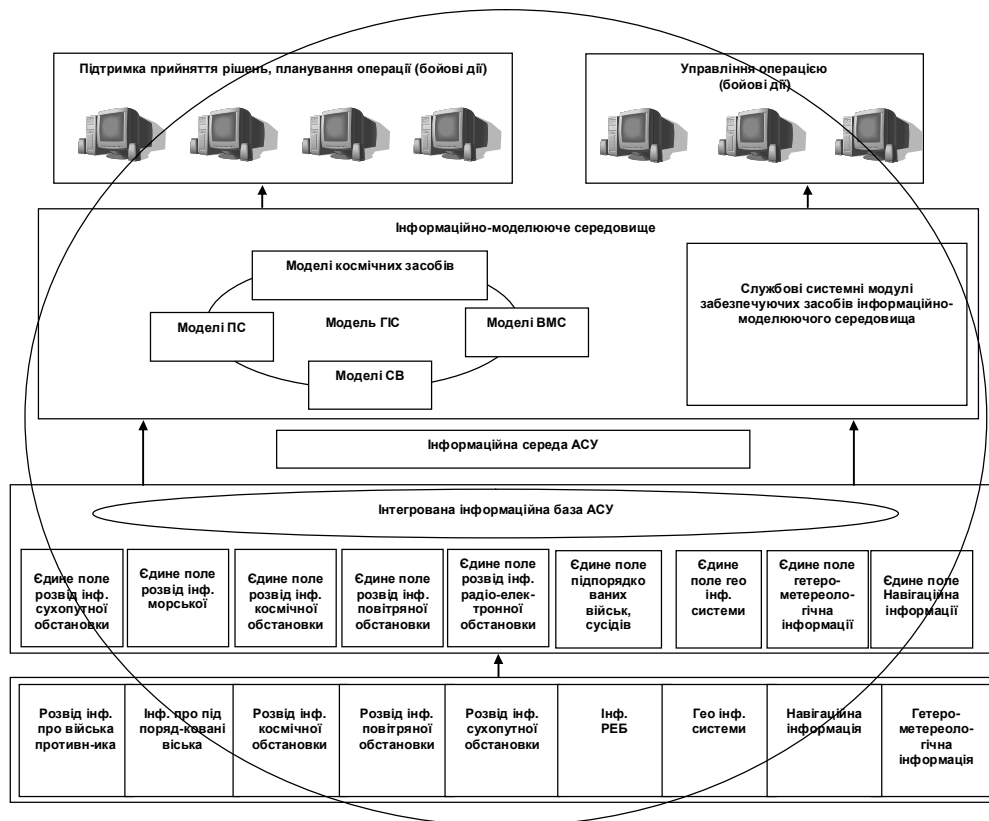 Підтримка прийняття рішень, планування операції (бойові дії)
Управління операцією
(бойові дії)
Інформаційно-моделююче середовище
Моделі космічних засобів
Моделі ПС
Модель ГІС
Моделі ВМС
Моделі СВ
Службові системні модулі
забезпечуючих засобів інформаційно-
моделюючого середовища
Інформаційна середа АСУ
Інтегрована інформаційна база АСУ
Єдине поле
розвід інф.
сухопутної
обстановки
Єдине поле
розвід інф.
морської
Єдине поле
розвід інф.
космічної
обстановки
Єдине поле
розвід інф.
повітряної
обстановки
Єдине поле
розвід інф.
радіо-елек-
тронної
обстановки
Єдине поле
підпорядко
ваних
військ,
сусідів
Єдине
поле гео
інф.
системи
Єдине поле
гетеро-
метереоло-
гічна
інформації
Єдине поле
Навігаційна
інформації
Розвід інф.
про війська
противн-ика
Інф. про під
поряд-ковані
віська
Розвід інф.
космічної
обстановки
Розвід інф.
повітряної
обстановки
Розвід інф.
сухопутної
обстановки
Інф.
РЕБ
Гео інф.
системи
Навігаційна
інформація
Гетеро-
метереоло-
гічна
інформація